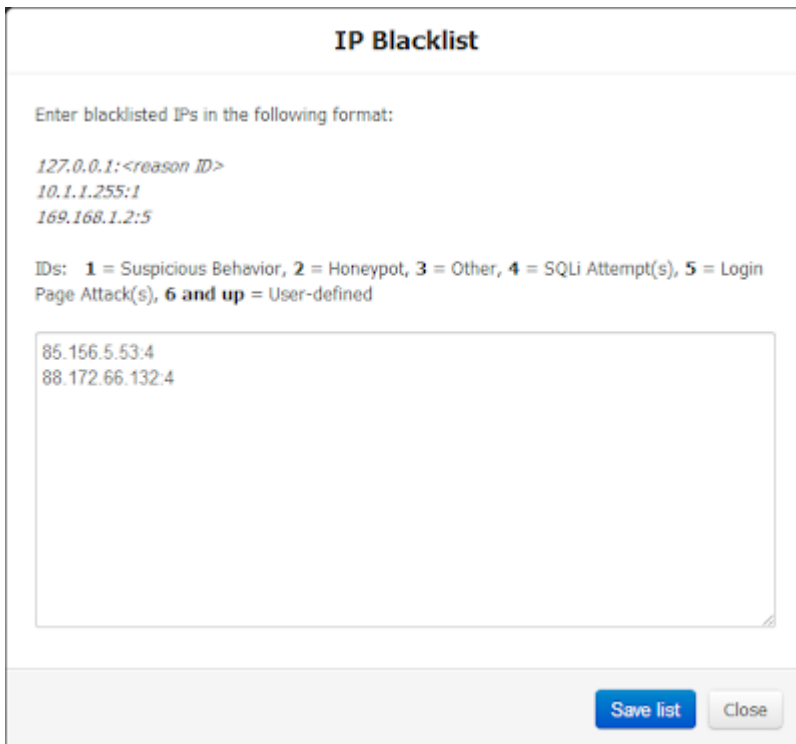 IP Blacklist
Enter blacklisted IPs in the following format:
127.0.0.1:<reason ID>
10.1.1.255:1
169.168.1.2:5
IDs: 1 = Suspicious Behavior, 2 = Honeypot, 3 = Other, 4 = SQLi Attempt(s), 5 = Login
Page Attack(s), 6 and up = User-defined
85.156.5.53:4
88.172.66.132:4
Save list
Close